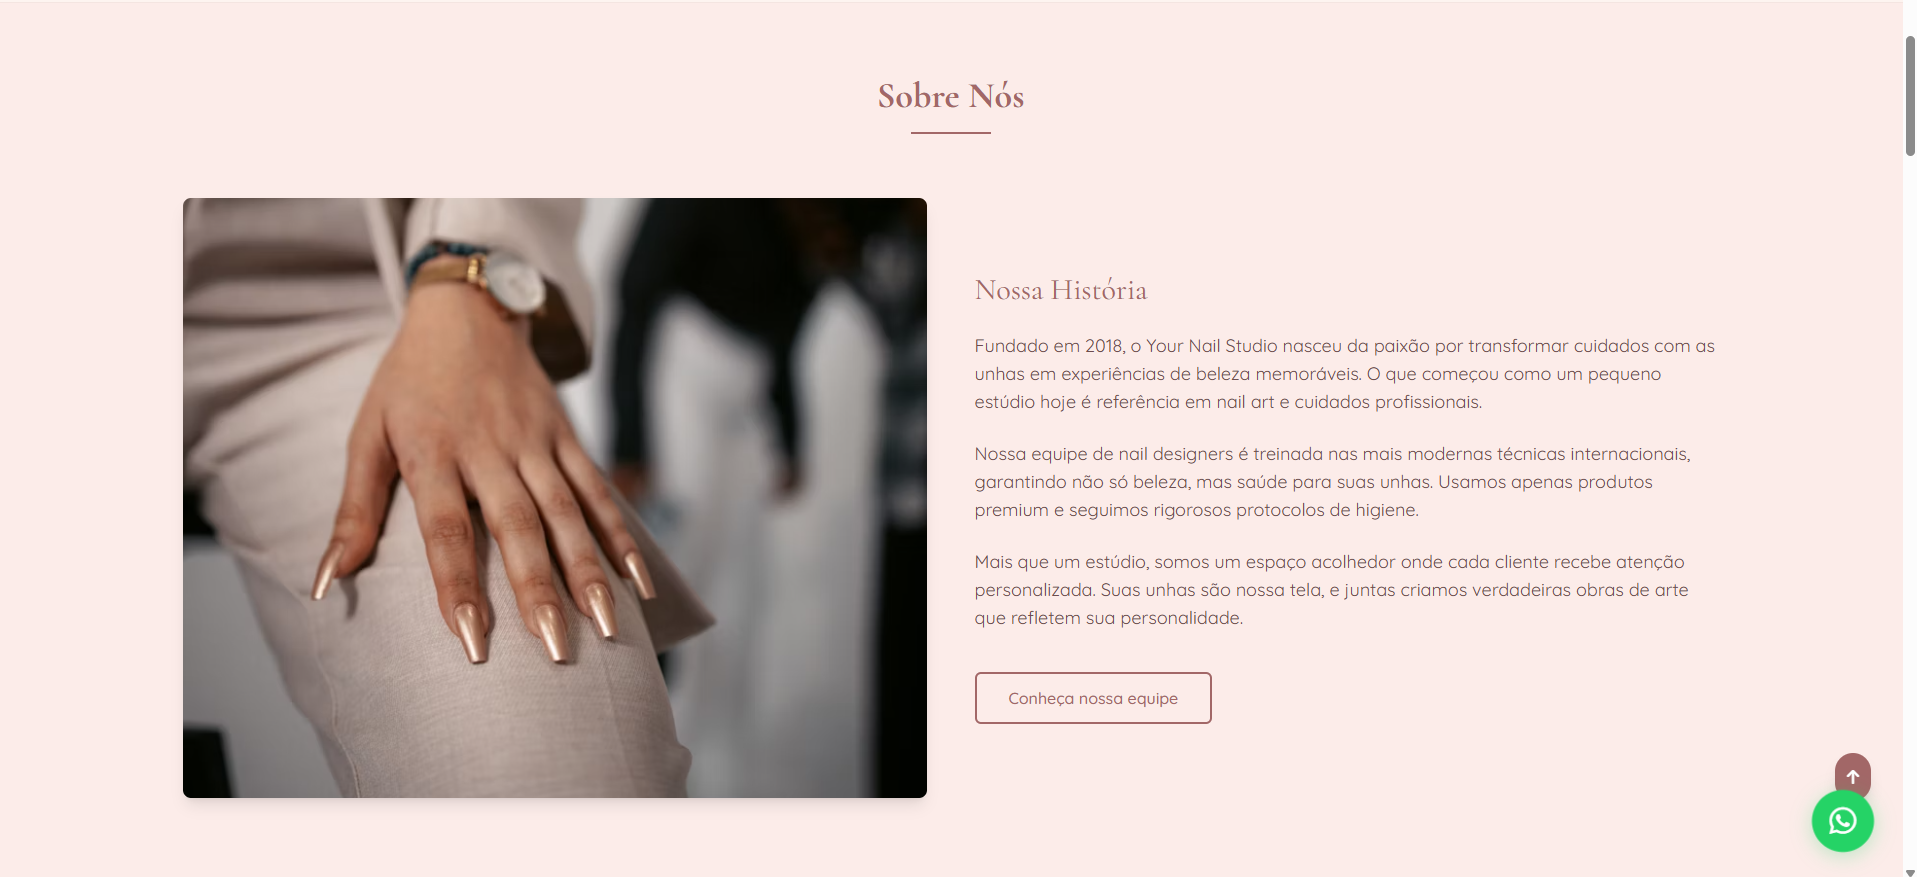 Sobre Nós
Nossa História
Fundado em 2018, o Your Nail Studio nasceu da paixão por transformar cuidados com as
unhas em experiências de beleza memoráveis. O que começou como um pequeno
estúdio hoje é referência em nail art e cuidados profissionais.
Nossa equipe de nail designers é treinada nas mais modernas técnicas internacionais,
garantindo não só beleza, mas saúde para suas unhas. Usamos apenas produtos
premium e seguimos rigorosos protocolos de higiene.
Mais que um estúdio, somos um espaço acolhedor onde cada cliente recebe atenção
personalizada. Suas unhas são nossa tela, e juntas criamos verdadeiras obras de arte
que refletem sua personalidade.
Conheça nossa equipe